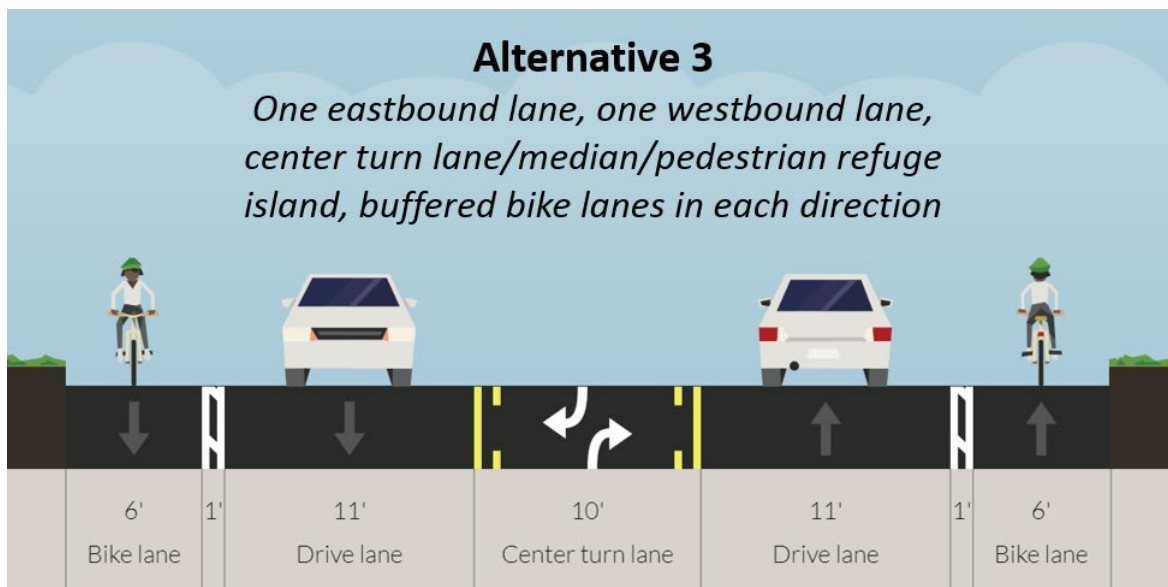 Alternative 3
One eastbound lane, one westbound lane,
center turn lane/median/pedestrian refuge
island, buffered bike lanes in each direction
6' 1' 11' 10' 11' 1' 6'
Bike lane Drive lane Center turn lane Drive lane Bike lane